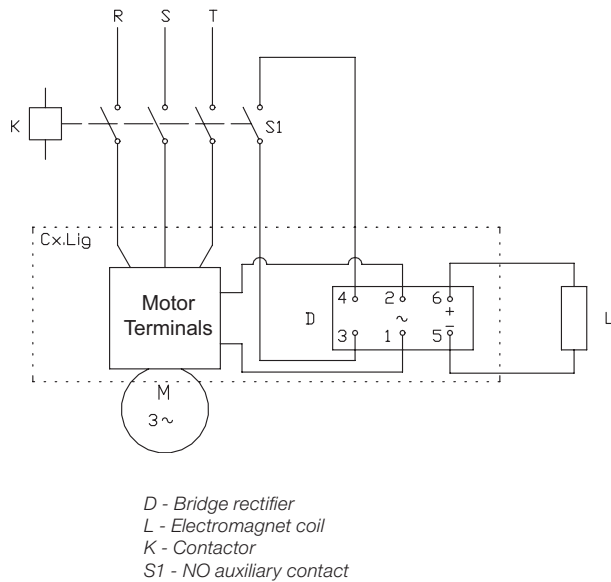 R S T
K
S1
Cx.Lig
Motor
Terminals
D
4 2 6
~ +
3 1 5 −
L
M
3~
D - Bridge rectifier
L - Electromagnet coil
K - Contactor
S1 - NO auxiliary contact